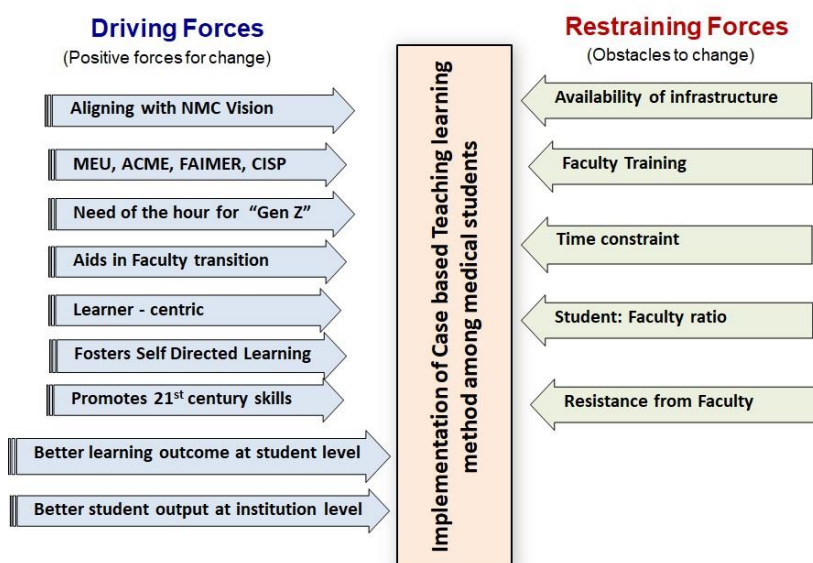 Driving Forces
(Positive forces for change)
Aligning with NMC Vision
MEU, ACME, FAIMER, CISP
Need of the hour for “Gen Z”
Aids in Faculty transition
Learner - centric
Fosters Self Directed Learning
Promotes 21st century skills
Better learning outcome at student level
Better student output at institution level
Implementation of Case based Teaching learning
method among medical students
Restraining Forces
(Obstacles to change)
Availability of infrastructure
Faculty Training
Time constraint
Student: Faculty ratio
Resistance from Faculty